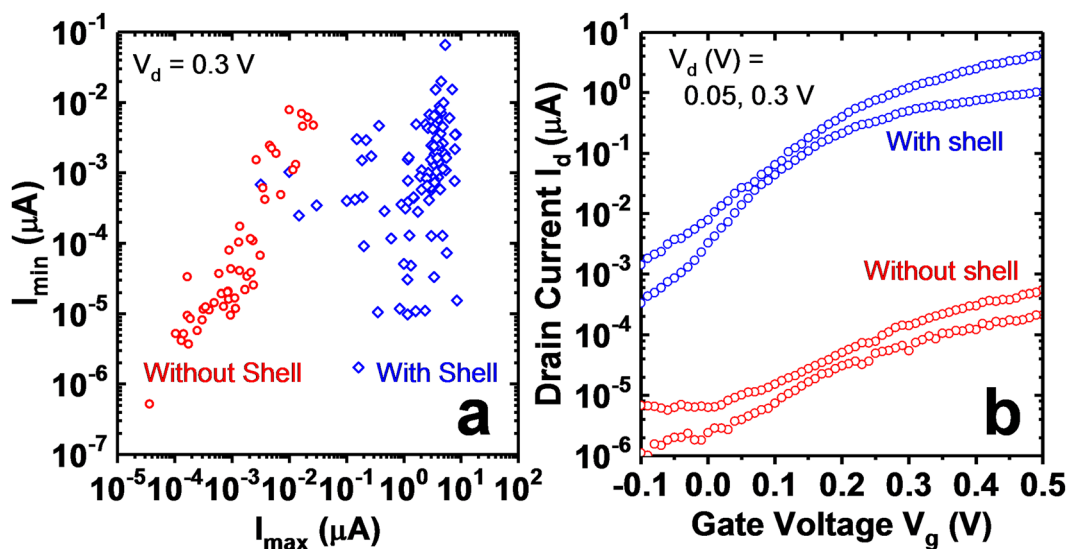 V_d = 0.3 V
10^-1
10^-2
10^-3
10^-4
10^-5
10^-6
10^-7
I_min (μA)
Without Shell
With Shell
a
10^-5 10^-4 10^-3 10^-2 10^-1 10^0 10^1 10^2
I_max (μA)
V_d (V) =
0.05, 0.3 V
10^1
10^0
10^-1
10^-2
10^-3
10^-4
10^-5
10^-6
Drain Current I_d (μA)
With shell
Without shell
b
-0.1 0.0 0.1 0.2 0.3 0.4 0.5
Gate Voltage V_g (V)